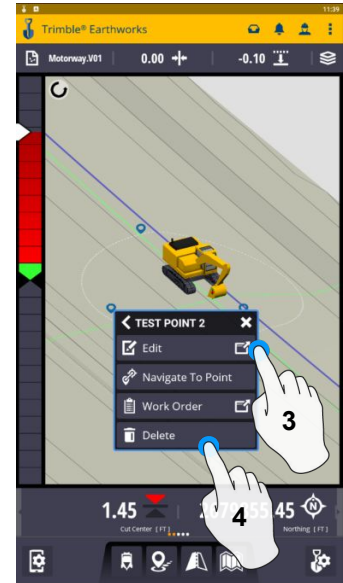 11:39
Trimble® Earthworks
Motorway.V01 0.00 -0.10
TEST POINT 2
Edit
Navigate To Point
Work Order
Delete
3
4
1.45 45
Cut Center [FT] Northing [FT]